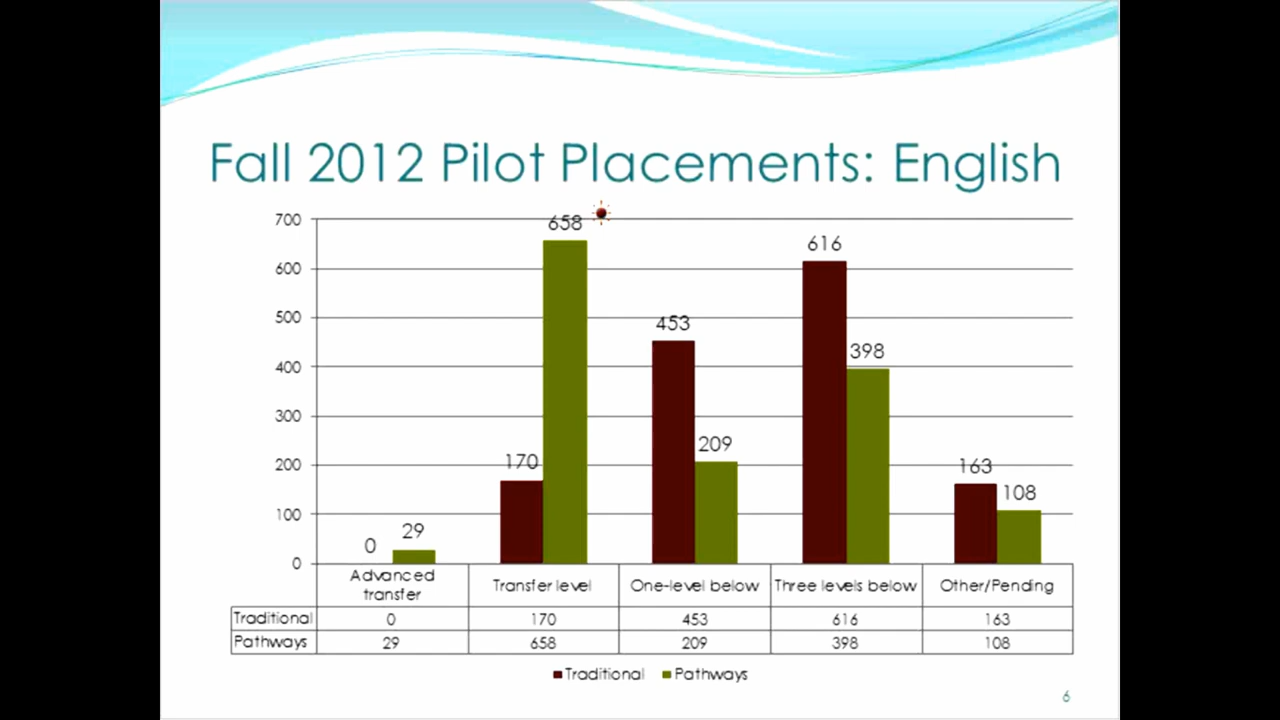 Fall 2012 Pilot Placements: English
700
600
500
400
300
200
100
0
0
29
170
658
453
209
616
398
163
108
Advanced transfer
Transfer level
One-level below
Three levels below
Other/Pending
Traditional 0 170 453 616 163
Pathways 29 658 209 398 108
Traditional Pathways
6